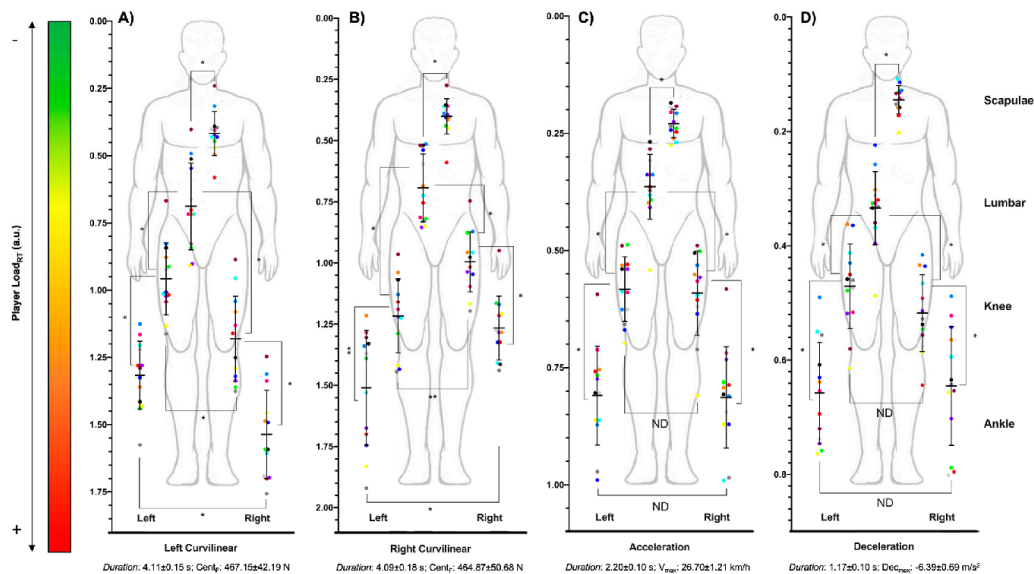 A)
B)
C)
D)
-
+
Player Load_RT (a.u.)
0.00
0.25
0.50
0.75
1.00
1.25
1.50
1.75
*
*
*
*
*
*
*
Left
Right
Left Curvilinear
Duration: 4.11±0.15 s; Cent_F: 467.15±42.19 N
0.00
0.25
0.50
0.75
1.00
1.25
1.50
1.75
2.00
*
*
*
**
*
**
*
Left
Right
Right Curvilinear
Duration: 4.09±0.18 s; Cent_F: 464.87±50.68 N
0.00
0.25
0.50
0.75
1.00
*
*
*
*
*
ND
ND
Left
Right
Acceleration
Duration: 2.20±0.10 s; V_max: 26.70±1.21 km/h
0.0
0.2
0.4
0.6
0.8
*
*
*
*
*
ND
ND
Left
Right
Deceleration
Duration: 1.17±0.10 s; Dec_max: -6.39±0.69 m/s²
Scapulae
Lumbar
Knee
Ankle